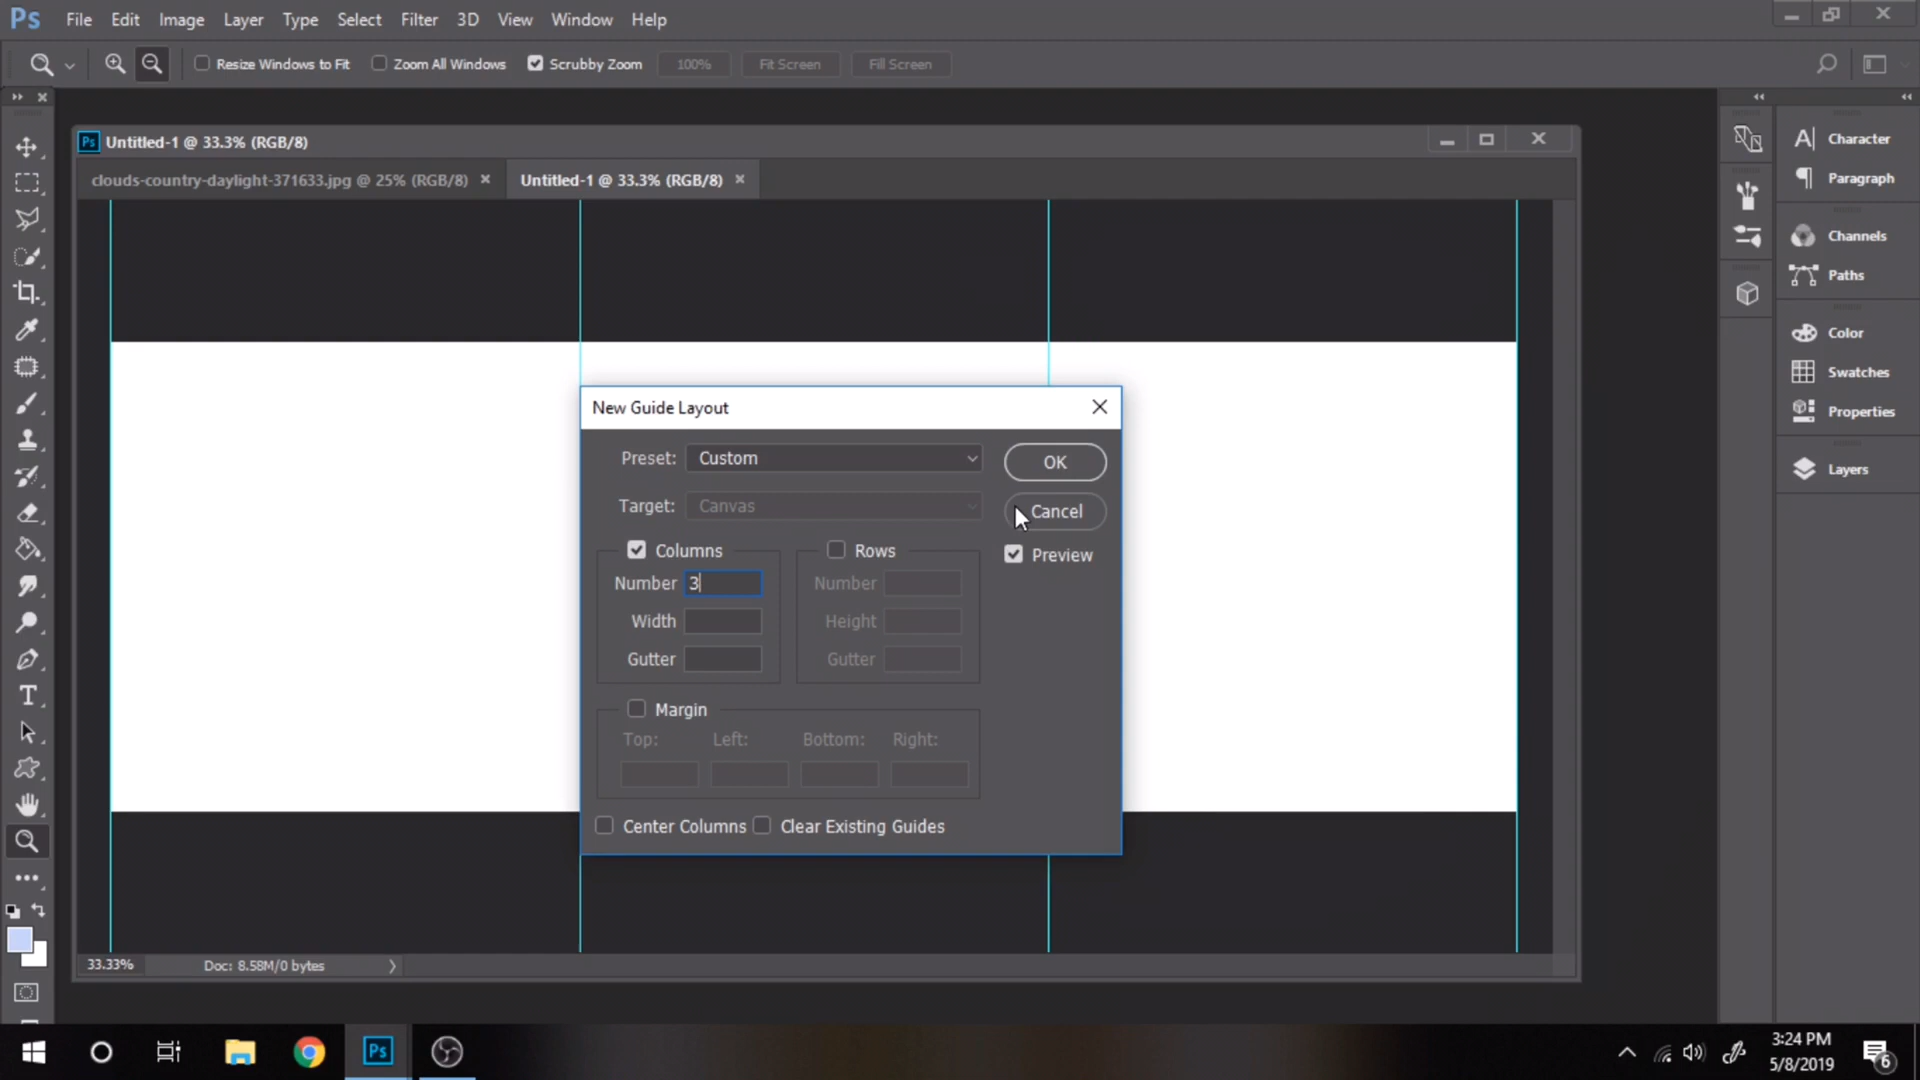 Ps File Edit Image Layer Type Select Filter 3D View Window Help
Resize Windows to Fit Zoom All Windows Scrubby Zoom 100% Fit Screen Fill Screen
Ps Untitled-1 @ 33.3% (RGB/8)
clouds-country-daylight-371633.jpg @ 25% (RGB/8) × Untitled-1 @ 33.3% (RGB/8) ×
New Guide Layout
Preset: Custom OK
Target: Canvas Cancel
Columns Rows Preview
Number 3 Number
Width Height
Gutter Gutter
Margin
Top: Left: Bottom: Right:
Center Columns Clear Existing Guides
33.33% Doc: 8.58M/0 bytes
Character
Paragraph
Channels
Paths
Color
Swatches
Properties
Layers
T
Ps
3:24 PM
5/8/2019
6